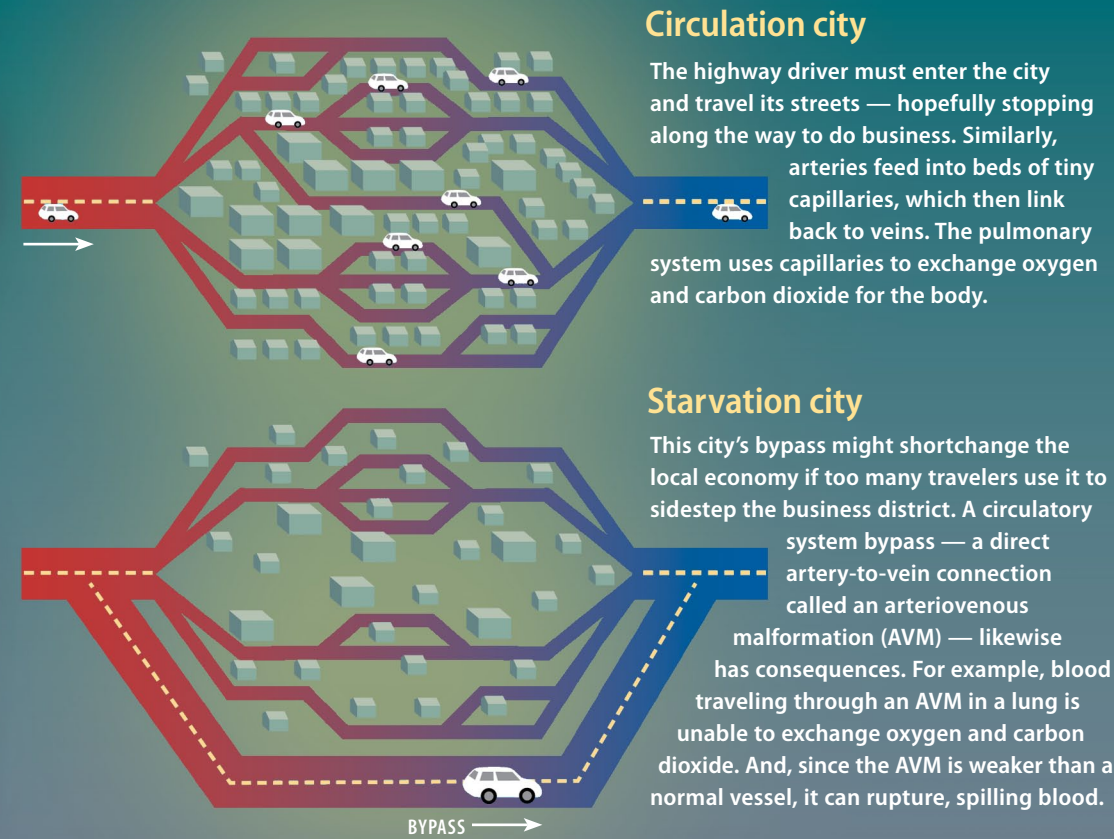 Circulation city
The highway driver must enter the city
and travel its streets — hopefully stopping
along the way to do business. Similarly,
arteries feed into beds of tiny
capillaries, which then link
back to veins. The pulmonary
system uses capillaries to exchange oxygen
and carbon dioxide for the body.
Starvation city
This city’s bypass might shortchange the
local economy if too many travelers use it to
sidestep the business district. A circulatory
system bypass — a direct
artery-to-vein connection
called an arteriovenous
malformation (AVM) — likewise
has consequences. For example, blood
traveling through an AVM in a lung is
unable to exchange oxygen and carbon
dioxide. And, since the AVM is weaker than a
normal vessel, it can rupture, spilling blood.
BYPASS